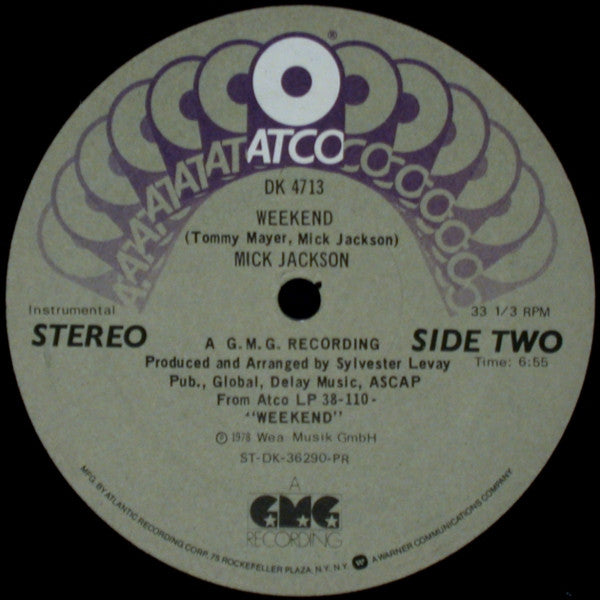 ®
ATCO
DK 4713
WEEKEND
(Tommy Mayer, Mick Jackson)
MICK JACKSON
Instrumental
33 1/3 RPM
STEREO
SIDE TWO
Time: 6:55
A G.M.G. RECORDING
Produced and Arranged by Sylvester Levay
Pub., Global, Delay Music, ASCAP
From Atco LP 38-110-
"WEEKEND"
Ⓟ 1978 Wea Musik GmbH
ST-DK-36290-PR
A
GMG
RECORDING
MFG. BY ATLANTIC RECORDING CORP., 75 ROCKEFELLER PLAZA, N.Y., N.Y. A WARNER COMMUNICATIONS COMPANY